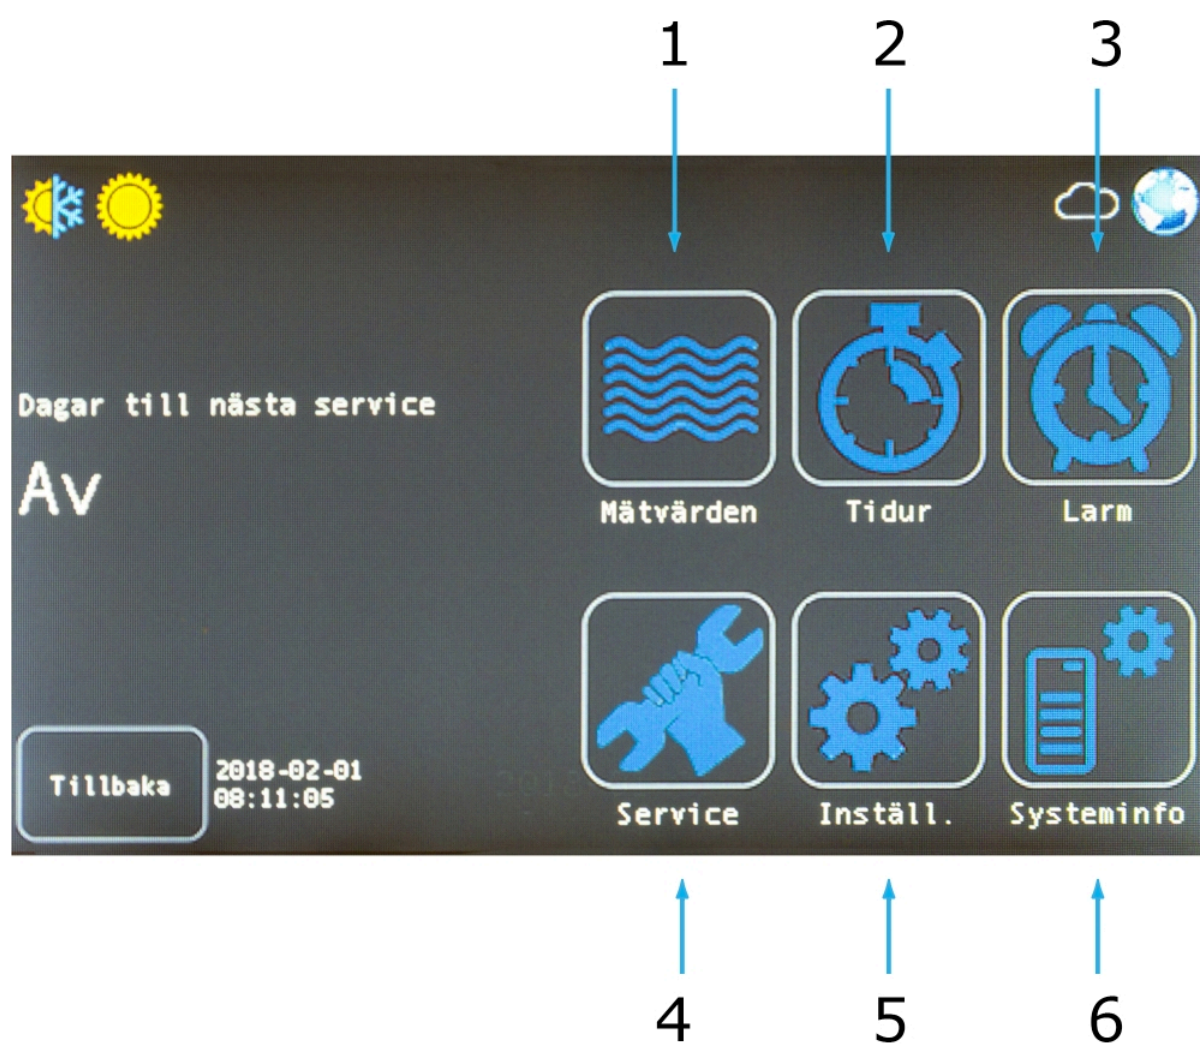 1 2 3
Dagar till nästa service
Av
Mätvärden Tidur Larm
Tillbaka
2018-02-01
08:11:05
Service Inställ. Systeminfo
4 5 6